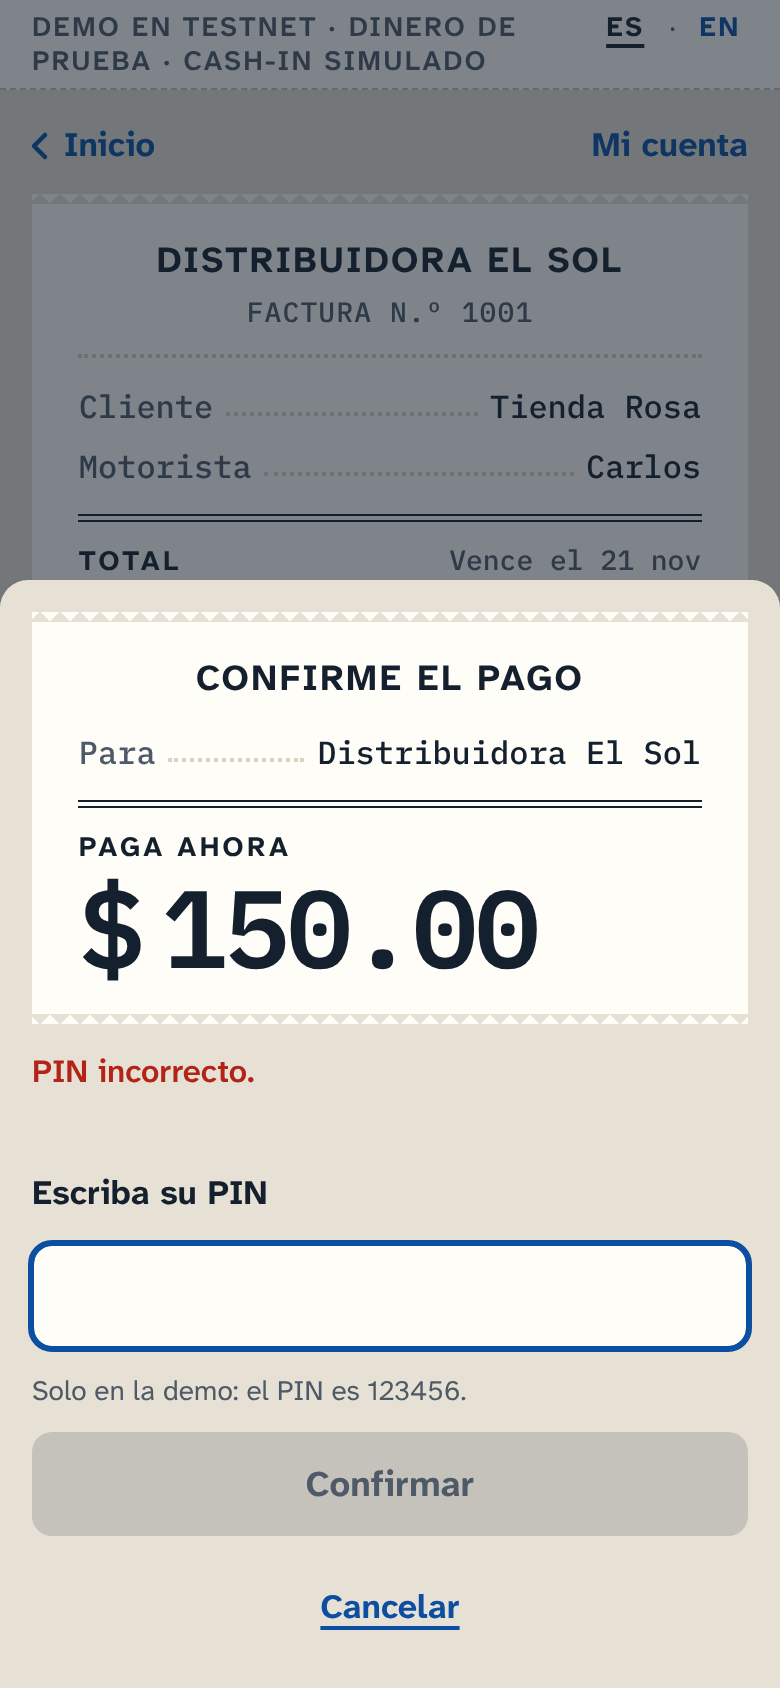 DEMO EN TESTNET · DINERO DE
PRUEBA · CASH-IN SIMULADO
ES · EN
Inicio
Mi cuenta
DISTRIBUIDORA EL SOL
FACTURA N.º 1001
Cliente Tienda Rosa
Motorista Carlos
TOTAL Vence el 21 nov
CONFIRME EL PAGO
Para Distribuidora El Sol
PAGA AHORA
$150.00
PIN incorrecto.
Escriba su PIN
Solo en la demo: el PIN es 123456.
Confirmar
Cancelar